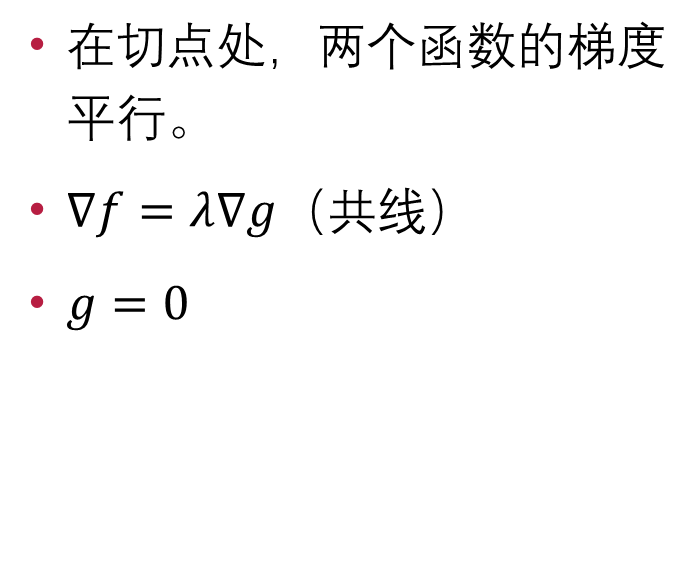 • 在切点处，两个函数的梯度
平行。
• ∇f = λ∇g（共线）
• g = 0